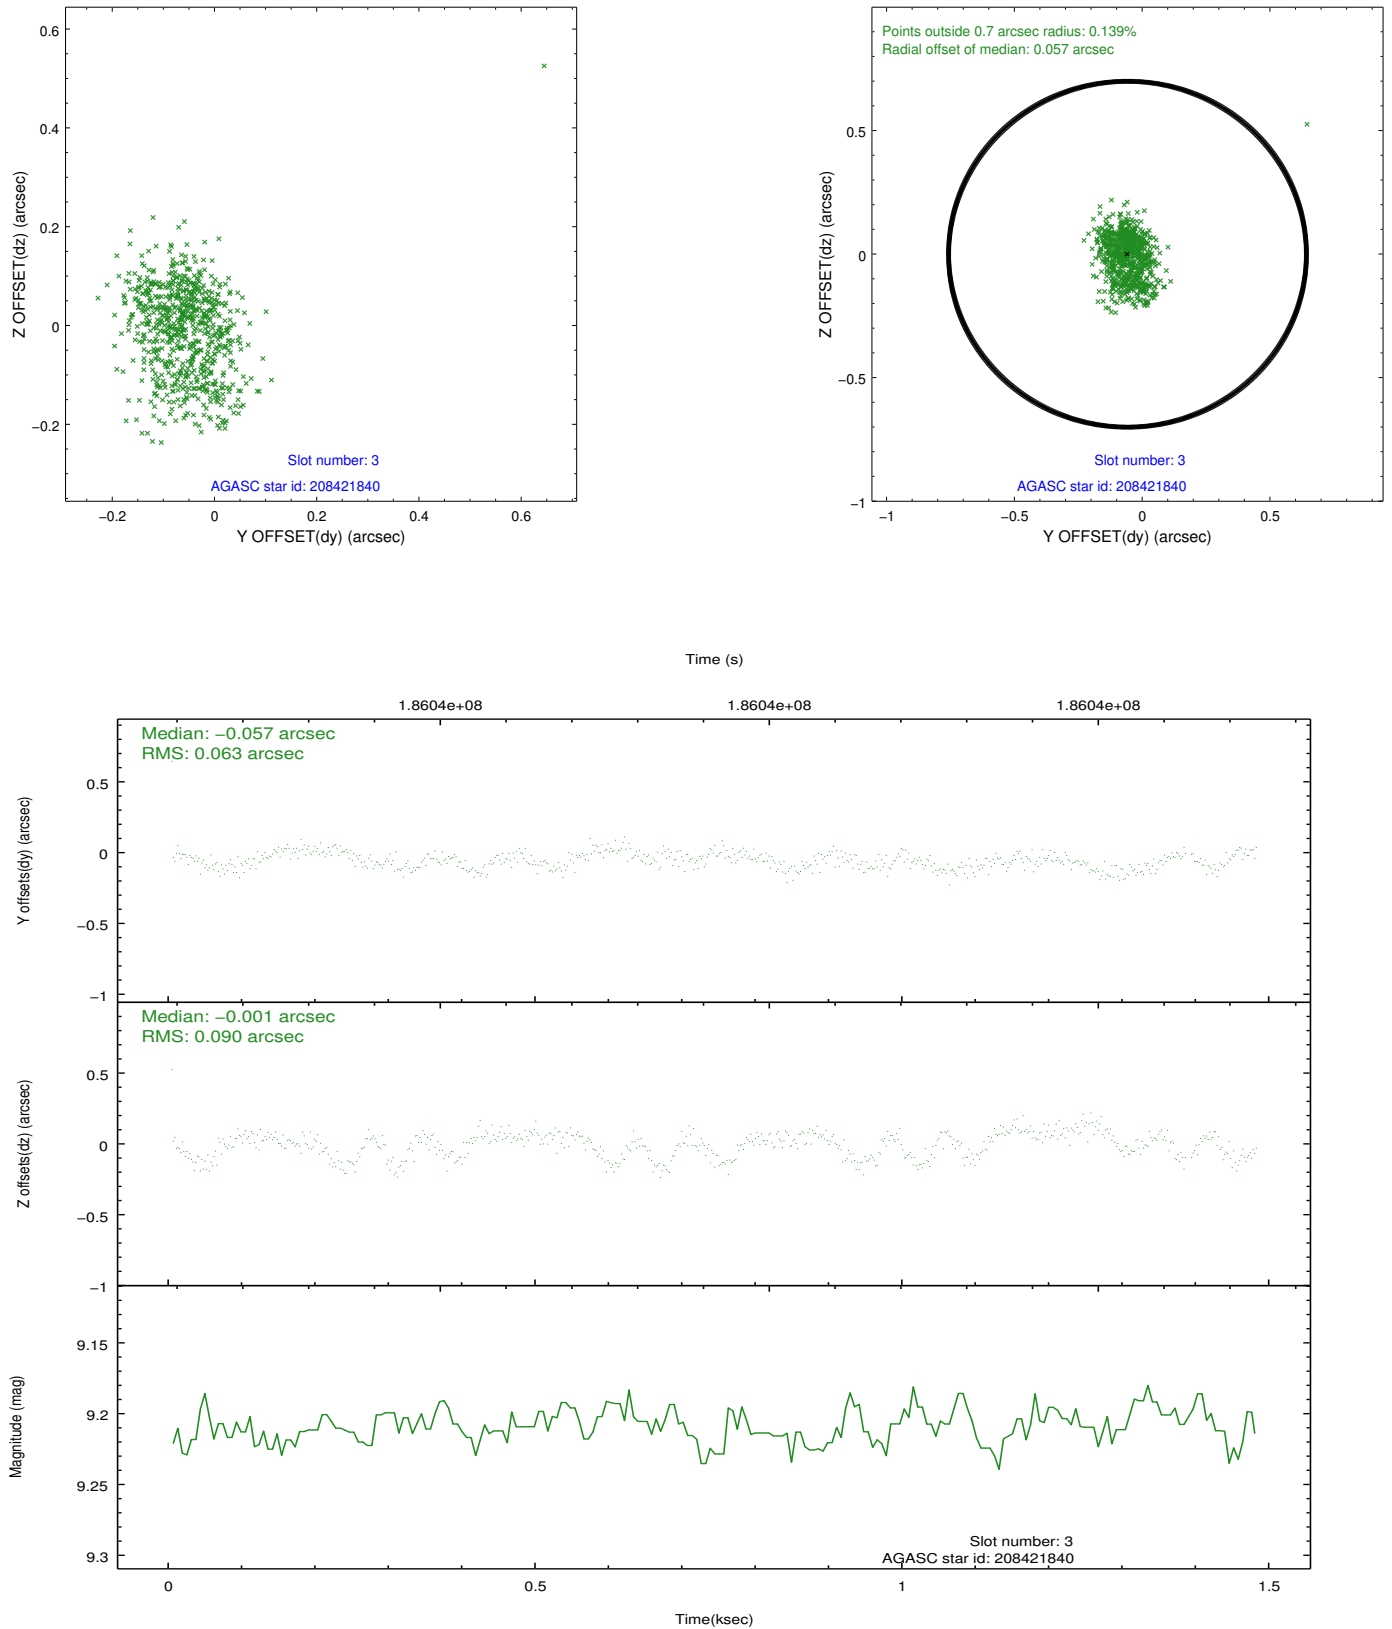 0.6
0.4
0.2
0
−0.2
Z OFFSET(dz) (arcsec)
−0.2 0 0.2 0.4 0.6
Y OFFSET(dy) (arcsec)
Slot number: 3
AGASC star id: 208421840
Points outside 0.7 arcsec radius: 0.139%
Radial offset of median: 0.057 arcsec
0.5
0
−0.5
−1
Z OFFSET(dz) (arcsec)
Slot number: 3
AGASC star id: 208421840
−1 −0.5 0 0.5
Y OFFSET(dy) (arcsec)
Time (s)
1.8604e+08 1.8604e+08 1.8604e+08
Median: −0.057 arcsec
RMS: 0.063 arcsec
0.5
0
−0.5
−1
Y offsets(dy) (arcsec)
Median: −0.001 arcsec
RMS: 0.090 arcsec
0.5
0
−0.5
−1
Z offsets(dz) (arcsec)
9.15
9.2
9.25
9.3
Magnitude (mag)
Slot number: 3
AGASC star id: 208421840
0 0.5 1 1.5
Time(ksec)